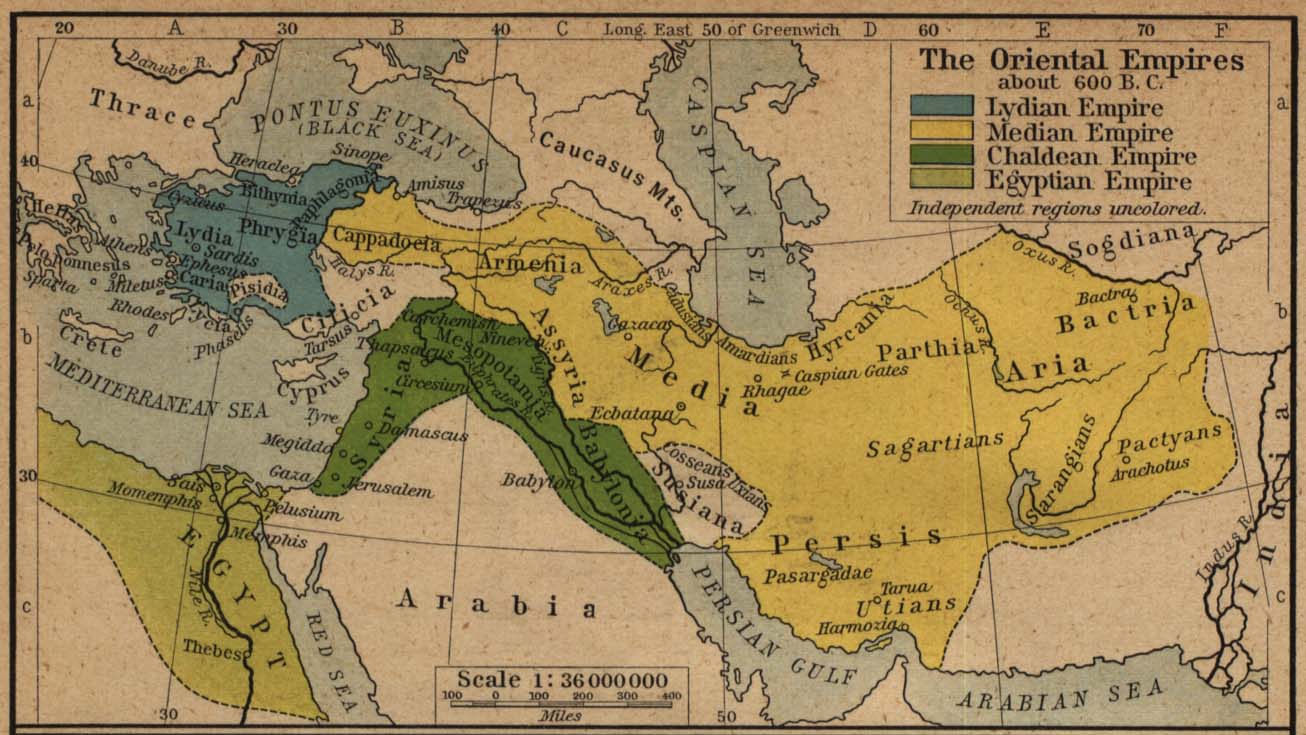 20 A 30 B 40 C Long. East 50 of Greenwich D 60 E 70 F
The Oriental Empires
about 600 B.C.
Lydian Empire
Median Empire
Chaldean Empire
Egyptian Empire
Independent regions uncolored.
a
a
40
b
b
30
c
c
Danube R.
Thrace
PONTUS EUXINUS
(BLACK SEA)
Caucasus Mts.
CASPIAN SEA
Heraclea
Sinope
Amisus
Trapezus
Cyzicus
Bithynia
Paphlagonia
Hellas
Lydia
Phrygia
Cappadocia
Armenia
Athens
Sardis
Peloponnesus
Ephesus
Sparta
Miletus
Caria
Pisidia
Halys R.
Rhodes
Lycia
Phaselis
Cilicia
Tarsus
Araxes R.
Cadusians
Gazaca
Amardians
Hyrcania
Oxus R.
Sogdiana
Ochus R.
Bactra
Bactria
Parthia
Aria
Caspian Gates
Rhagae
Crete
Cyprus
MEDITERRANEAN SEA
Carchemish
Nineveh
Thapsacus
Mesopotamia
Circesium
Euphrates R.
Tigris R.
Assyria
Media
Ecbatana
Sagartians
Sarangians
Pactyans
Arachotus
Tyre
Damascus
Megiddo
Syria
Gaza
Jerusalem
Babylon
Babylonia
Cosseans
Susa
Uxians
Susiana
Sais
Momemphis
Pelusium
Memphis
EGYPT
Nile R.
Thebes
RED SEA
Arabia
Persis
Pasargadae
Tarua
Utians
Harmozia
PERSIAN GULF
ARABIAN SEA
Indus R.
India
Scale 1:36000000
100 0 100 200 300 400
Miles
30 50